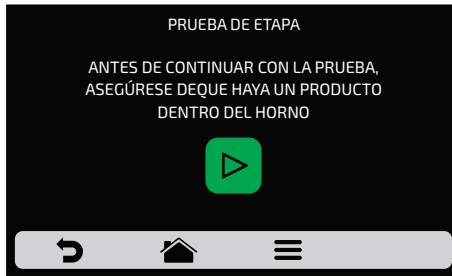 PRUEBA DE ETAPA
ANTES DE CONTINUAR CON LA PRUEBA,
ASEGÚRESE DEQUE HAYA UN PRODUCTO
DENTRO DEL HORNO